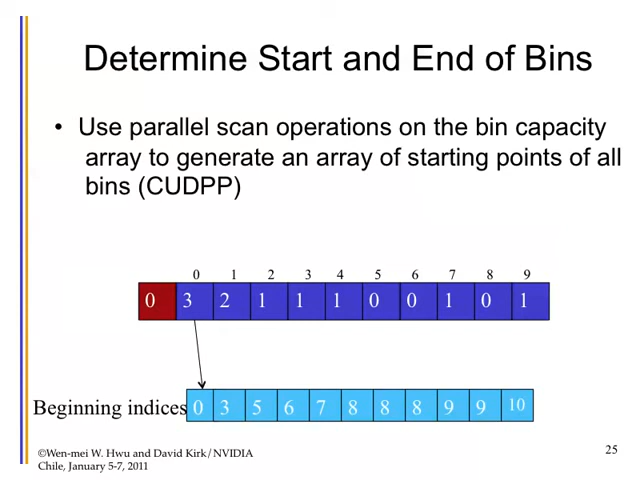 Determine Start and End of Bins
• Use parallel scan operations on the bin capacity
array to generate an array of starting points of all
bins (CUDPP)
0 1 2 3 4 5 6 7 8 9
0 3 2 1 1 1 0 0 1 0 1
Beginning indices 0 3 5 6 7 8 8 8 9 9 10
©Wen-mei W. Hwu and David Kirk/NVIDIA
Chile, January 5-7, 2011
25